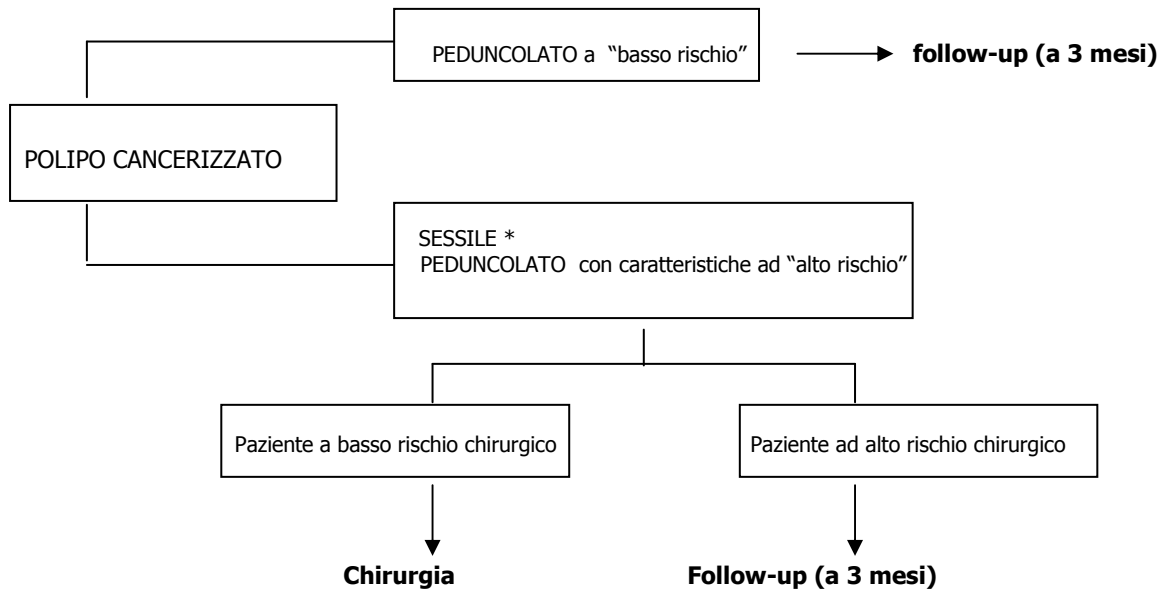 PEDUNCOLATO a “basso rischio”
follow-up (a 3 mesi)
POLIPO CANCERIZZATO
SESSILE *
PEDUNCOLATO con caratteristiche ad “alto rischio”
Paziente a basso rischio chirurgico
Paziente ad alto rischio chirurgico
Chirurgia
Follow-up (a 3 mesi)